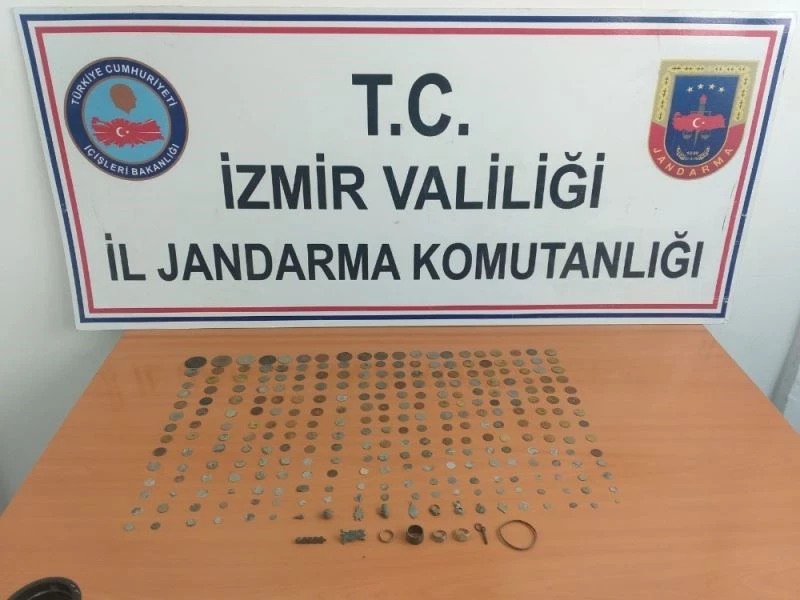 TÜRKİYE CUMHURİYETİ
İÇİŞLERİ BAKANLIĞI
T.C.
İZMİR VALİLİĞİ
İL JANDARMA KOMUTANLIĞI
JANDARMA